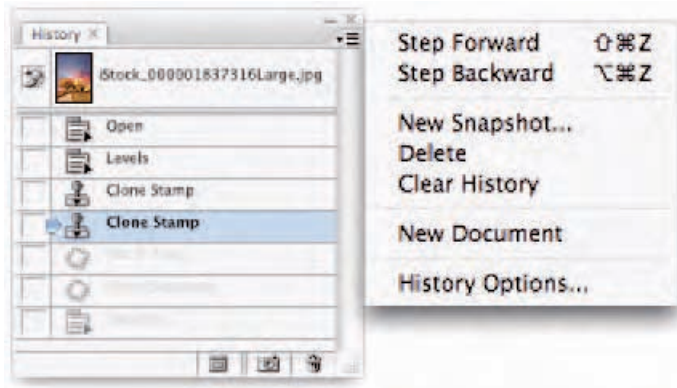 History ×
iStock_000001837316Large.jpg
Open
Levels
Clone Stamp
Clone Stamp
Step Forward ⇧⌘Z
Step Backward ⌥⌘Z
New Snapshot...
Delete
Clear History
New Document
History Options...